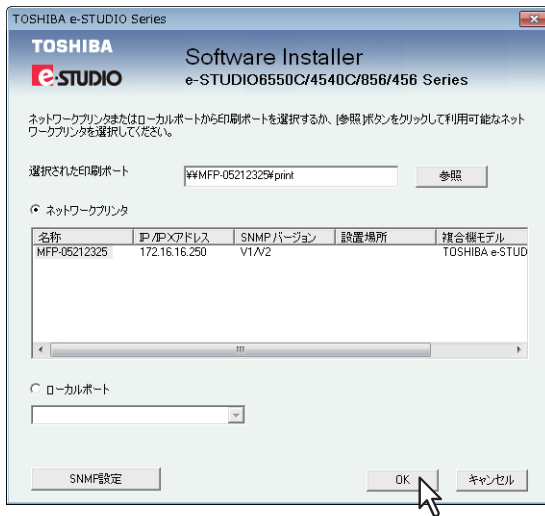 TOSHIBA e-STUDIO Series
TOSHIBA
e-STUDIO
Software Installer
e-STUDIO6550C/4540C/856/456 Series
ネットワークプリンタまたはローカルポートから印刷ポートを選択するか、[参照]ボタンをクリックして利用可能なネット
ワークプリンタを選択してください。
選択された印刷ポート ¥¥MFP-05212325¥print 参照
ネットワークプリンタ
名称 IP/IPXアドレス SNMPバージョン 設置場所 複合機モデル
MFP-05212325 172.16.16.250 V1/V2 TOSHIBA e-STUD
ローカルポート
SNMP設定 OK キャンセル